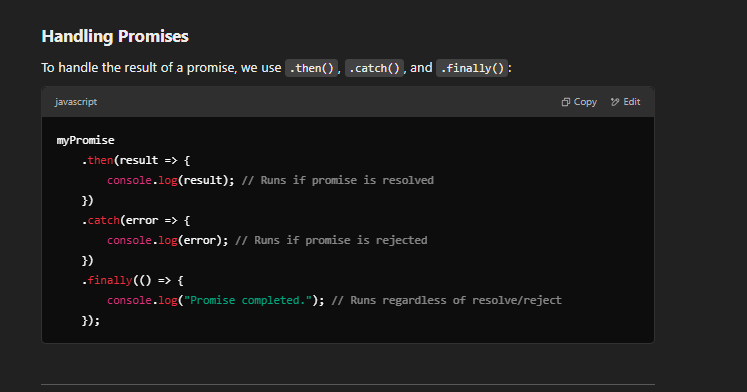 Handling Promises
To handle the result of a promise, we use .then(), .catch(), and .finally():
javascript Copy Edit
myPromise
    .then(result => {
        console.log(result); // Runs if promise is resolved
    })
    .catch(error => {
        console.log(error); // Runs if promise is rejected
    })
    .finally(() => {
        console.log("Promise completed."); // Runs regardless of resolve/reject
    });